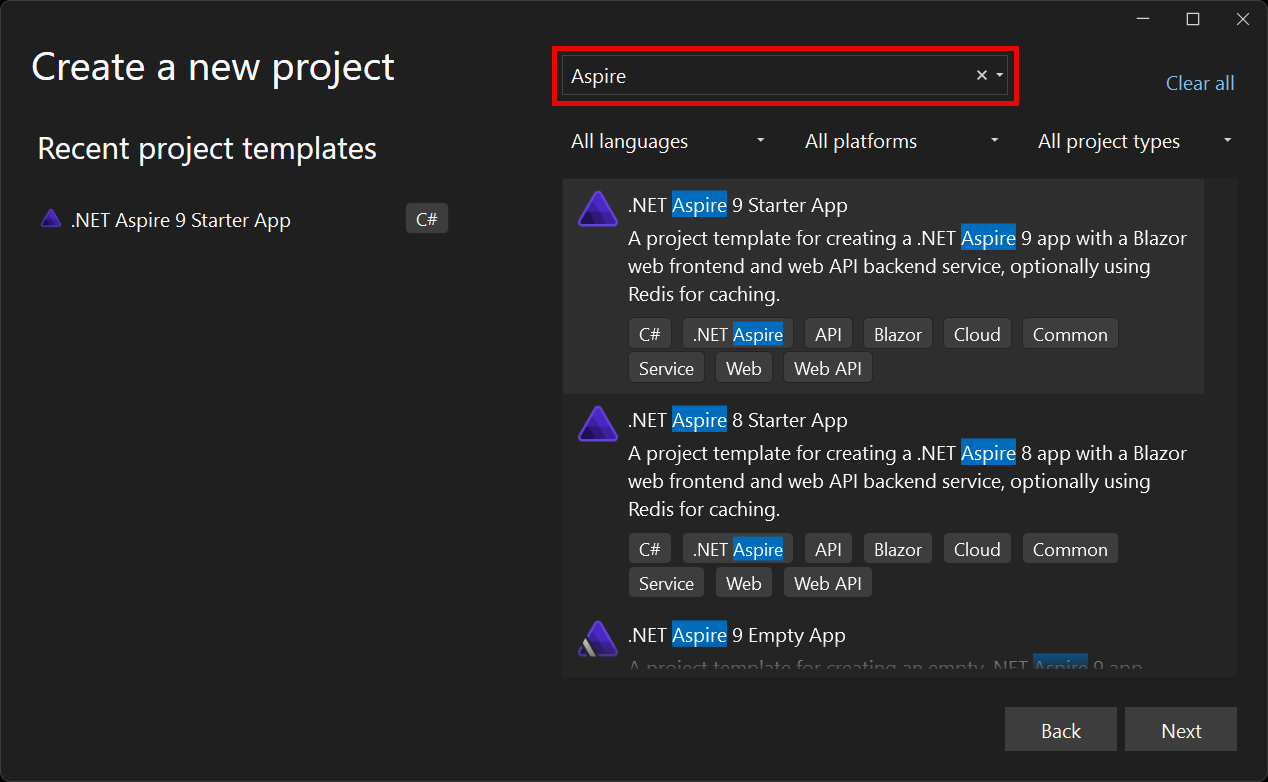 Create a new project
Aspire
Clear all
Recent project templates
All languages
All platforms
All project types
.NET Aspire 9 Starter App
C#
.NET Aspire 9 Starter App
A project template for creating a .NET Aspire 9 app with a Blazor
web frontend and web API backend service, optionally using
Redis for caching.
C# .NET Aspire API Blazor Cloud Common
Service Web Web API
.NET Aspire 8 Starter App
A project template for creating a .NET Aspire 8 app with a Blazor
web frontend and web API backend service, optionally using
Redis for caching.
C# .NET Aspire API Blazor Cloud Common
Service Web Web API
.NET Aspire 9 Empty App
A project template for creating an empty .NET Aspire 9 app
Back
Next